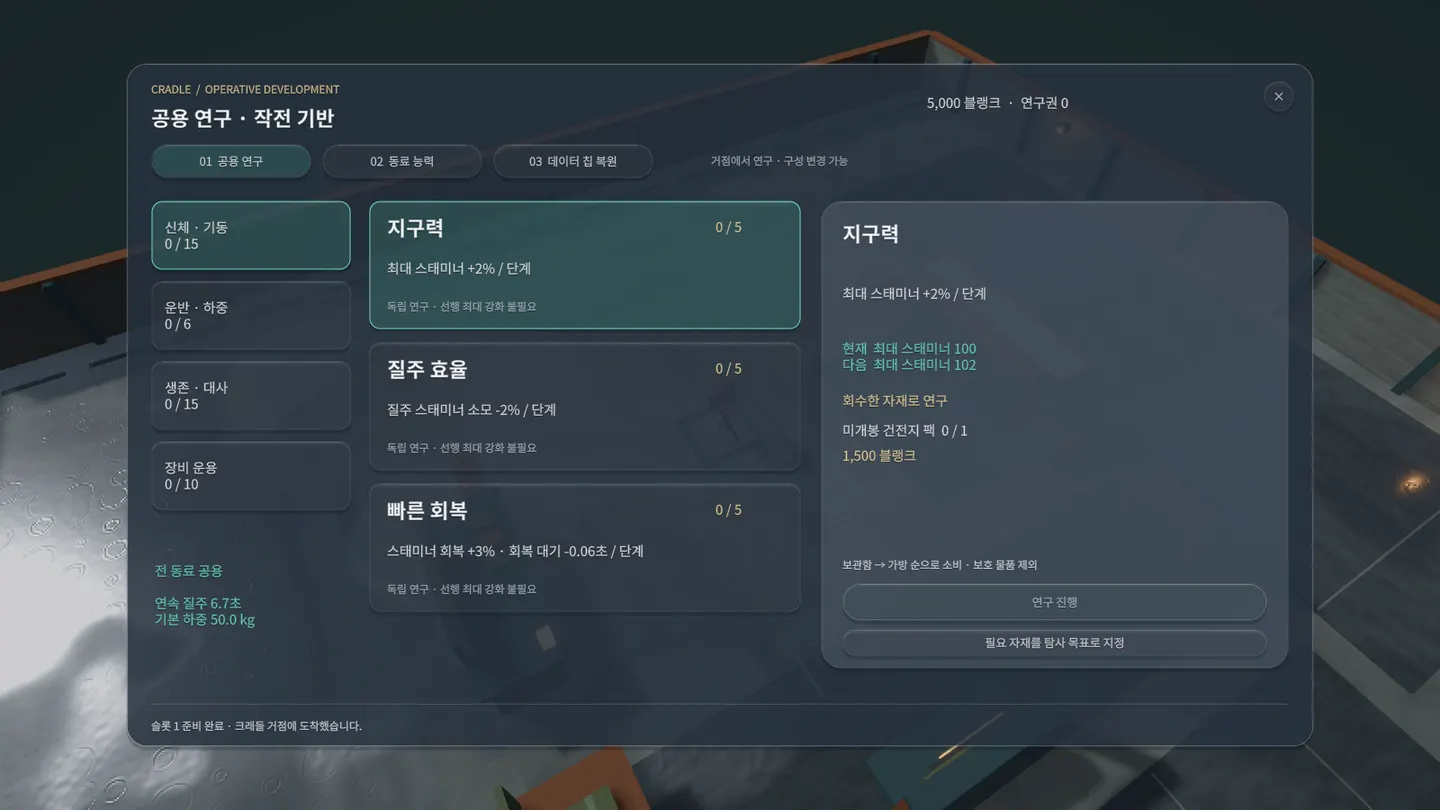 CRADLE / OPERATIVE DEVELOPMENT
공용 연구 · 작전 기반
5,000 블랭크 · 연구권 0
×
01 공용 연구
02 동료 능력
03 데이터 칩 복원
거점에서 연구 · 구성 변경 가능
신체 · 기동
0 / 15
운반 · 하중
0 / 6
생존 · 대사
0 / 15
장비 운용
0 / 10
전 동료 공용
연속 질주 6.7초
기본 하중 50.0 kg
지구력
0 / 5
최대 스태미너 +2% / 단계
독립 연구 · 선행 최대 강화 불필요
질주 효율
0 / 5
질주 스태미너 소모 -2% / 단계
독립 연구 · 선행 최대 강화 불필요
빠른 회복
0 / 5
스태미너 회복 +3% · 회복 대기 -0.06초 / 단계
독립 연구 · 선행 최대 강화 불필요
지구력
최대 스태미너 +2% / 단계
현재 최대 스태미너 100
다음 최대 스태미너 102
회수한 자재로 연구
미개봉 건전지 팩 0 / 1
1,500 블랭크
보관함 → 가방 순으로 소비 · 보호 물품 제외
연구 진행
필요 자재를 탐사 목표로 지정
슬롯 1 준비 완료 · 크래들 거점에 도착했습니다.